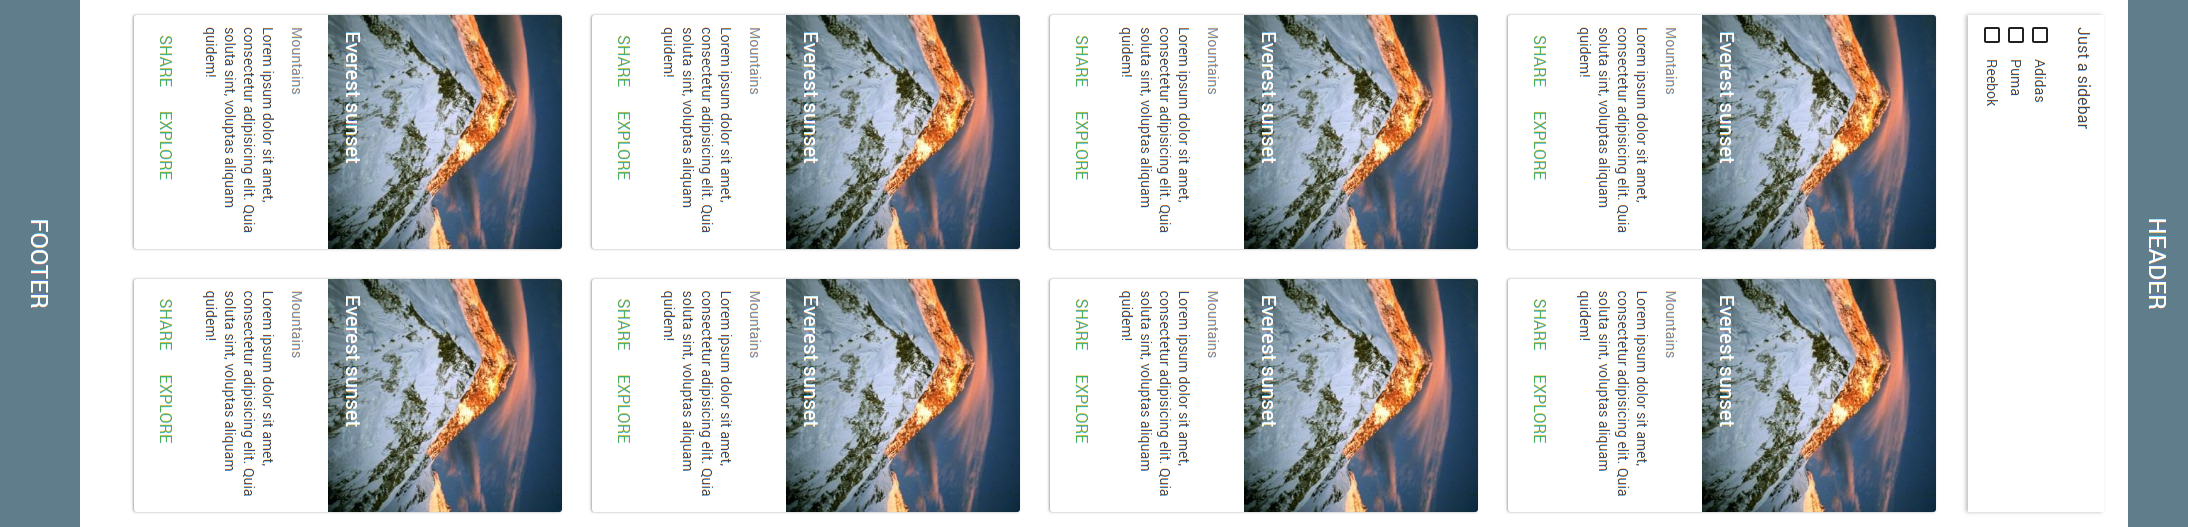 HEADER
Just a sidebar
Adidas
Puma
Reebok
Everest sunset
Mountains
Lorem ipsum dolor sit amet,
consectetur adipisicing elit. Quia
soluta sint, voluptas aliquam
quidem!
SHARE EXPLORE
Everest sunset
Mountains
Lorem ipsum dolor sit amet,
consectetur adipisicing elit. Quia
soluta sint, voluptas aliquam
quidem!
SHARE EXPLORE
Everest sunset
Mountains
Lorem ipsum dolor sit amet,
consectetur adipisicing elit. Quia
soluta sint, voluptas aliquam
quidem!
SHARE EXPLORE
Everest sunset
Mountains
Lorem ipsum dolor sit amet,
consectetur adipisicing elit. Quia
soluta sint, voluptas aliquam
quidem!
SHARE EXPLORE
Everest sunset
Mountains
Lorem ipsum dolor sit amet,
consectetur adipisicing elit. Quia
soluta sint, voluptas aliquam
quidem!
SHARE EXPLORE
Everest sunset
Mountains
Lorem ipsum dolor sit amet,
consectetur adipisicing elit. Quia
soluta sint, voluptas aliquam
quidem!
SHARE EXPLORE
Everest sunset
Mountains
Lorem ipsum dolor sit amet,
consectetur adipisicing elit. Quia
soluta sint, voluptas aliquam
quidem!
SHARE EXPLORE
Everest sunset
Mountains
Lorem ipsum dolor sit amet,
consectetur adipisicing elit. Quia
soluta sint, voluptas aliquam
quidem!
SHARE EXPLORE
FOOTER